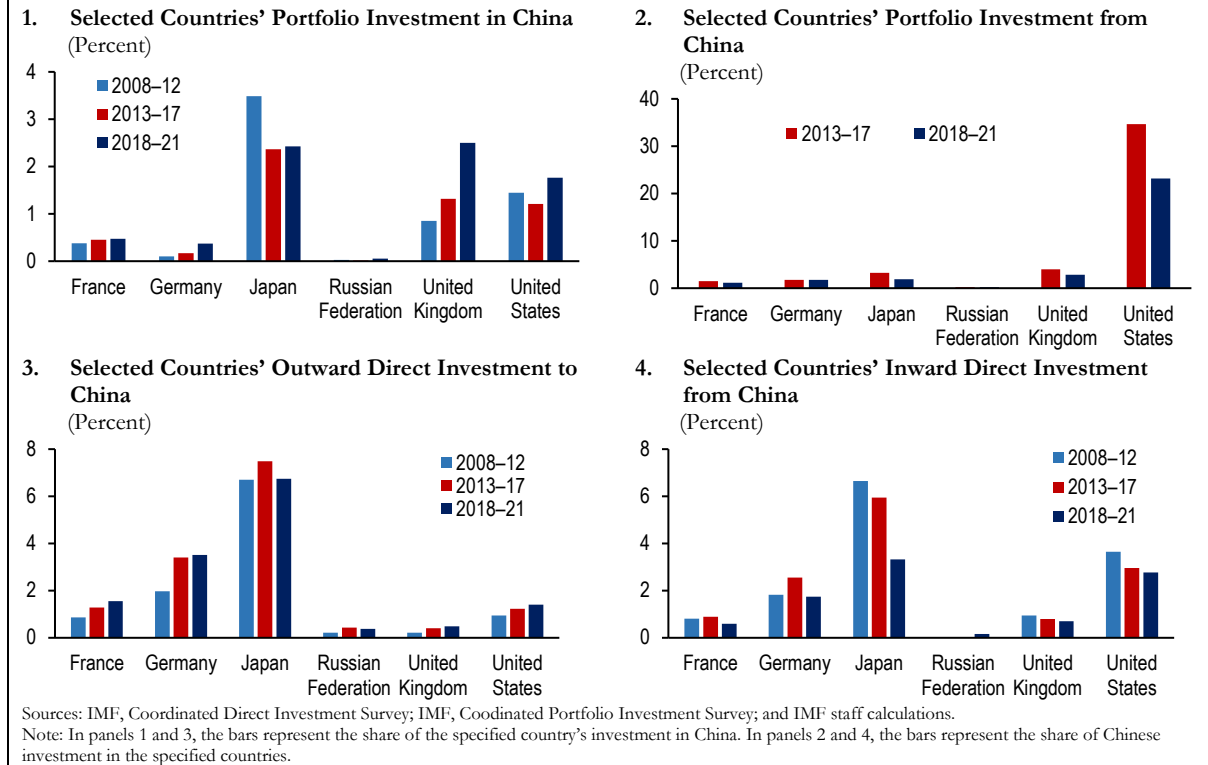 1. Selected Countries' Portfolio Investment in China
(Percent)
4
3
2
1
0
2008–12
2013–17
2018–21
France Germany Japan Russian Federation United Kingdom United States
2. Selected Countries' Portfolio Investment from
China
(Percent)
40
30
20
10
0
2013–17 2018–21
France Germany Japan Russian Federation United Kingdom United States
3. Selected Countries' Outward Direct Investment to
China
(Percent)
8
6
4
2
0
2008–12
2013–17
2018–21
France Germany Japan Russian Federation United Kingdom United States
4. Selected Countries' Inward Direct Investment
from China
(Percent)
8
6
4
2
0
2008–12
2013–17
2018–21
France Germany Japan Russian Federation United Kingdom United States
Sources: IMF, Coordinated Direct Investment Survey; IMF, Coodinated Portfolio Investment Survey; and IMF staff calculations.
Note: In panels 1 and 3, the bars represent the share of the specified country's investment in China. In panels 2 and 4, the bars represent the share of Chinese
investment in the specified countries.